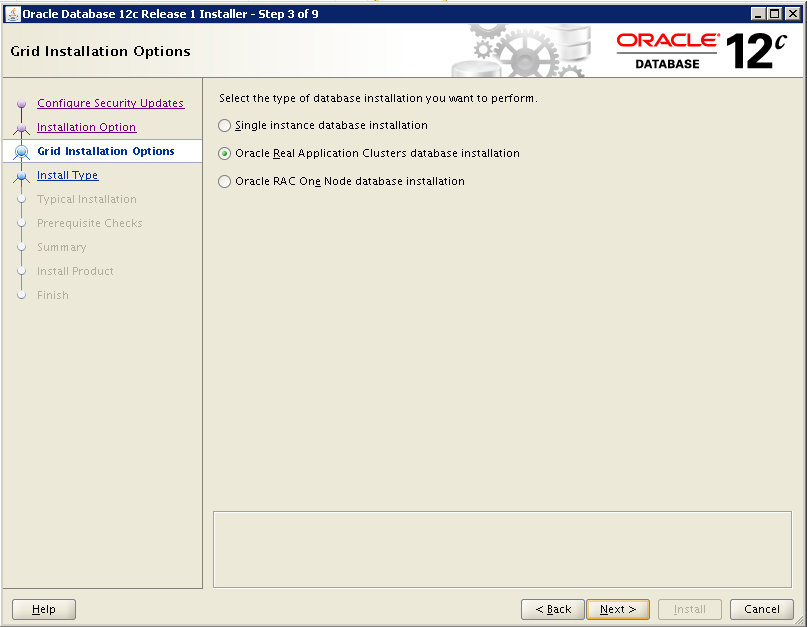 Oracle Database 12c Release 1 Installer - Step 3 of 9
Grid Installation Options
ORACLE®
DATABASE
12c
Configure Security Updates
Installation Option
Grid Installation Options
Install Type
Typical Installation
Prerequisite Checks
Summary
Install Product
Finish
Select the type of database installation you want to perform.
Single instance database installation
Oracle Real Application Clusters database installation
Oracle RAC One Node database installation
Help
< Back
Next >
Install
Cancel